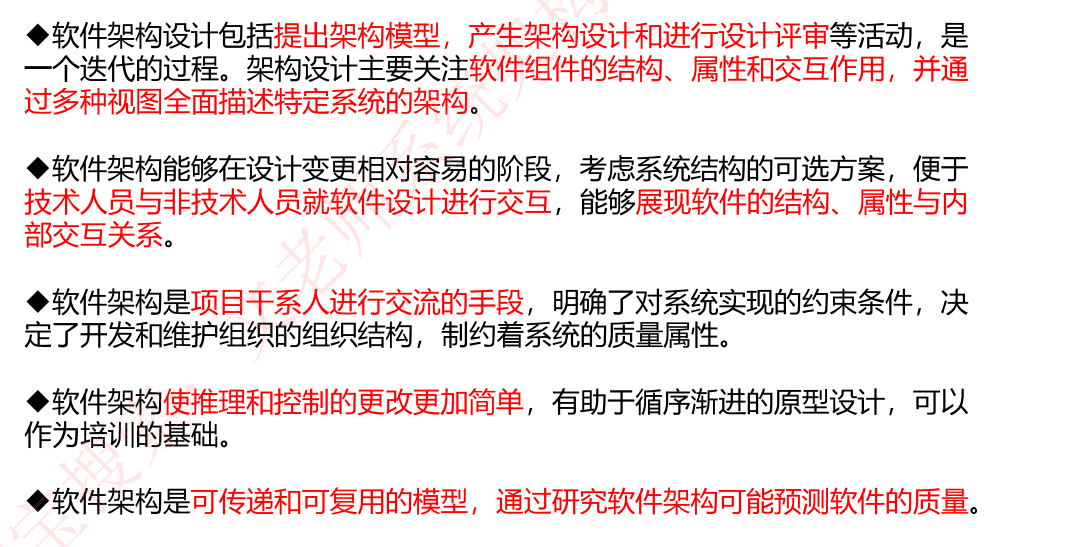 ◆软件架构设计包括提出架构模型，产生架构设计和进行设计评审等活动，是
一个迭代的过程。架构设计主要关注软件组件的结构、属性和交互作用，并通
过多种视图全面描述特定系统的架构。
◆软件架构能够在设计变更相对容易的阶段，考虑系统结构的可选方案，便于
技术人员与非技术人员就软件设计进行交互，能够展现软件的结构、属性与内
部交互关系。
◆软件架构是项目干系人进行交流的手段，明确了对系统实现的约束条件，决
定了开发和维护组织的组织结构，制约着系统的质量属性。
◆软件架构使推理和控制的更改更加简单，有助于循序渐进的原型设计，可以
作为培训的基础。
◆软件架构是可传递和可复用的模型，通过研究软件架构可能预测软件的质量。